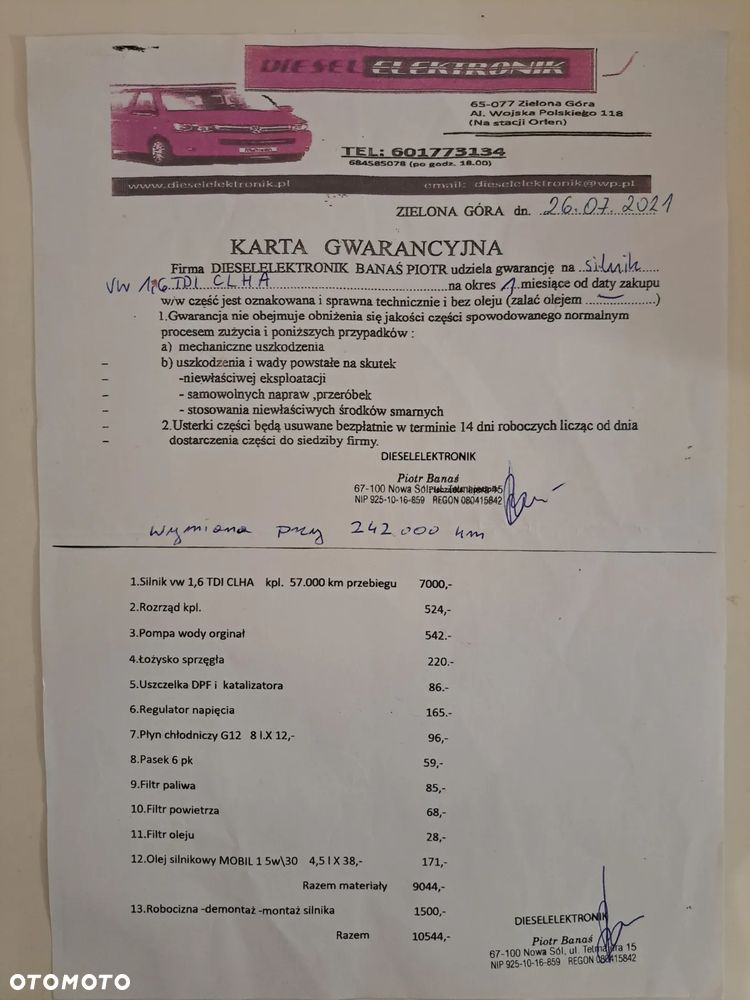 DIESELELEKTRONIK
65-077 Zielona Góra
Al. Wojska Polskiego 118
(Na stacji Orlen)
TEL: 601773134
684585078 (po godz. 18.00)
www.dieselelektronik.pl email: dieselelektronik@wp.pl
ZIELONA GÓRA dn. 26.07.2021
KARTA GWARANCYJNA
Firma DIESELELEKTRONIK BANAŚ PIOTR udziela gwarancję na silnik
VW 1,6 TDI CLHA na okres 1 miesiące od daty zakupu
w/w część jest oznakowana i sprawna technicznie i bez oleju (zalać olejem ...............)
1.Gwarancja nie obejmuje obniżenia się jakości części spowodowanego normalnym
procesem zużycia i poniższych przypadków :
a) mechaniczne uszkodzenia
b) uszkodzenia i wady powstałe na skutek
-niewłaściwej eksploatacji
- samowolnych napraw ,przeróbek
- stosowania niewłaściwych środków smarnych
2.Usterki części będą usuwane bezpłatnie w terminie 14 dni roboczych licząc od dnia
dostarczenia części do siedziby firmy.
DIESELELEKTRONIK
Piotr Banaś
67-100 Nowa Sól, 15
NIP 925-10-16-859 REGON 080415842
wymiana przy 242.000 km
1.Silnik vw 1,6 TDI CLHA kpl. 57.000 km przebiegu 7000,-
2.Rozrząd kpl. 524,-
3.Pompa wody orginał 542.-
4.Łożysko sprzęgła 220.-
5.Uszczelka DPF i katalizatora 86.-
6.Regulator napięcia 165.-
7.Płyn chłodniczy G12 8 l.X 12,- 96,-
8.Pasek 6 pk 59,-
9.Filtr paliwa 85,-
10.Filtr powietrza 68,-
11.Filtr oleju 28,-
12.Olej silnikowy MOBIL 1 5w\30 4,5 l X 38,- 171,-
Razem materiały 9044,-
13.Robocizna -demontaż -montaż silnika 1500,-
Razem 10544,-
DIESELELEKTRONIK
Piotr Banaś
67-100 Nowa Sól, ul. 15
NIP 925-10-16-859 REGON 080415842
OTOMOTO